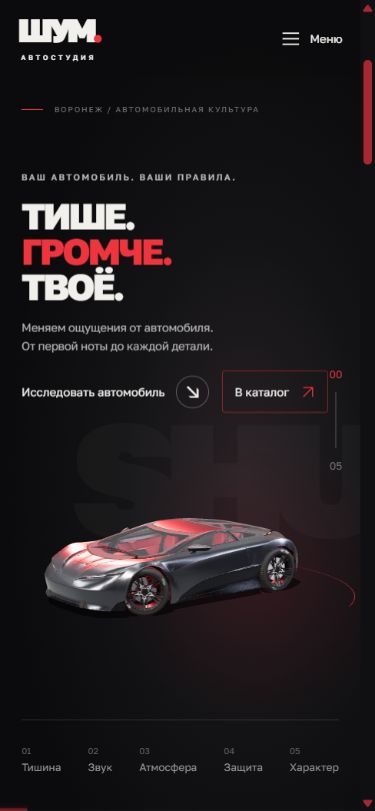 ШУМ.
АВТОСТУДИЯ
Меню
ВОРОНЕЖ / АВТОМОБИЛЬНАЯ КУЛЬТУРА
ВАШ АВТОМОБИЛЬ. ВАШИ ПРАВИЛА.
ТИШЕ.
ГРОМЧЕ.
ТВОЁ.
Меняем ощущения от автомобиля.
От первой ноты до каждой детали.
Исследовать автомобиль
В каталог
00
05
SHU
01 02 03 04 05
Тишина Звук Атмосфера Защита Характер